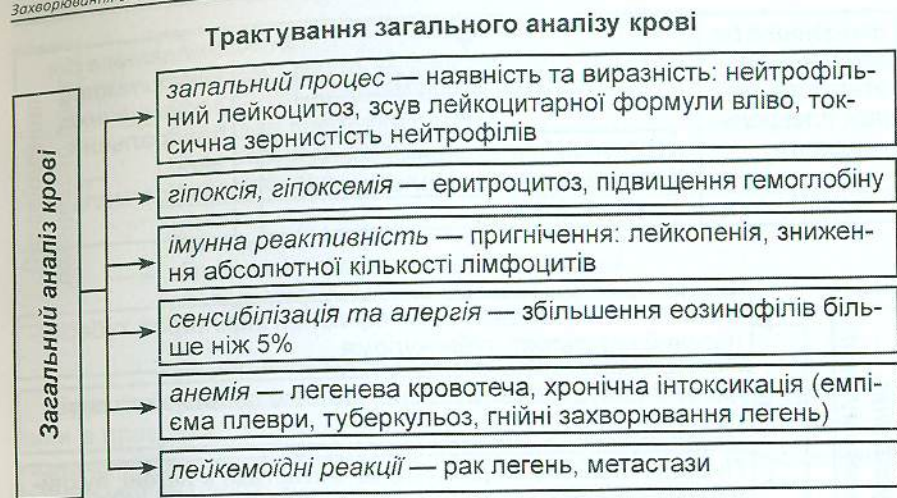 Захворювання
Трактування загального аналізу крові
Загальний аналіз крові
запальний процес — наявність та виразність: нейтрофіль-
ний лейкоцитоз, зсув лейкоцитарної формули вліво, ток-
сична зернистість нейтрофілів
гіпоксія, гіпоксемія — еритроцитоз, підвищення гемоглобіну
імунна реактивність — пригнічення: лейкопенія, знижен-
ня абсолютної кількості лімфоцитів
сенсибілізація та алергія — збільшення еозинофілів біль-
ше ніж 5%
анемія — легенева кровотеча, хронічна інтоксикація (емпі-
єма плеври, туберкульоз, гнійні захворювання легень)
лейкемоїдні реакції — рак легень, метастази